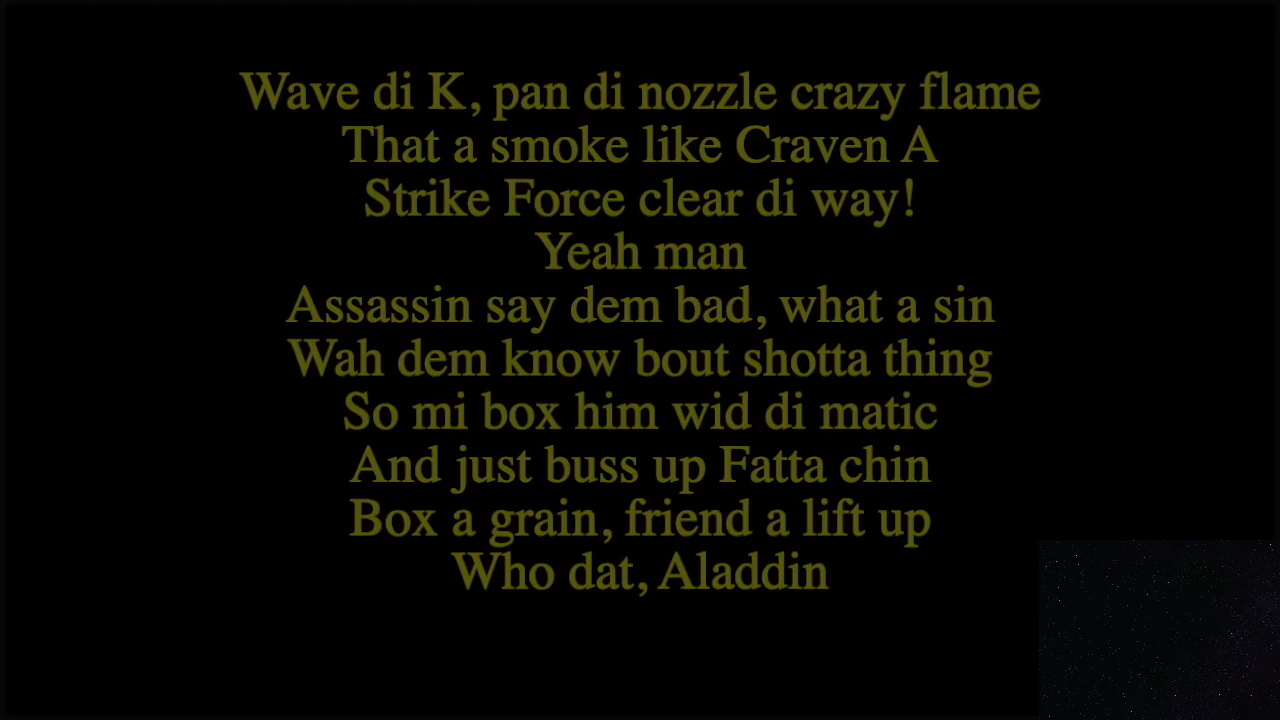 Wave di K, pan di nozzle crazy flame
That a smoke like Craven A
Strike Force clear di way!
Yeah man
Assassin say dem bad, what a sin
Wah dem know bout shotta thing
So mi box him wid di matic
And just buss up Fatta chin
Box a grain, friend a lift up
Who dat, Aladdin